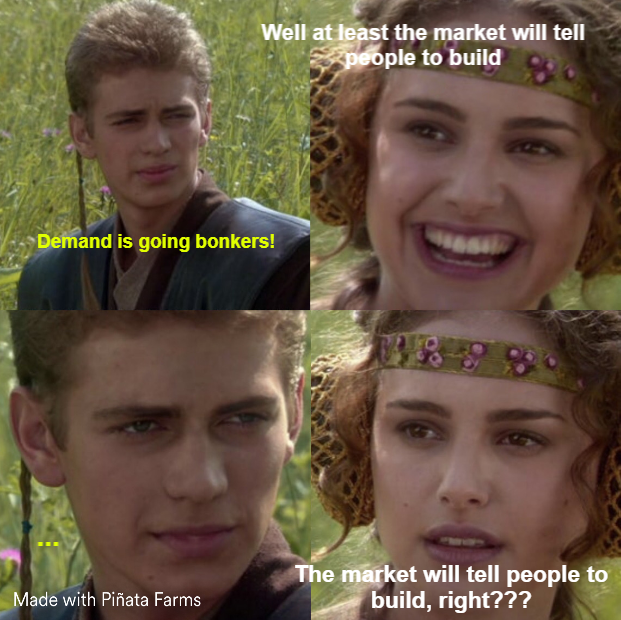 Well at least the market will tell
people to build
Demand is going bonkers!
...
The market will tell people to
build, right???
Made with Piñata Farms